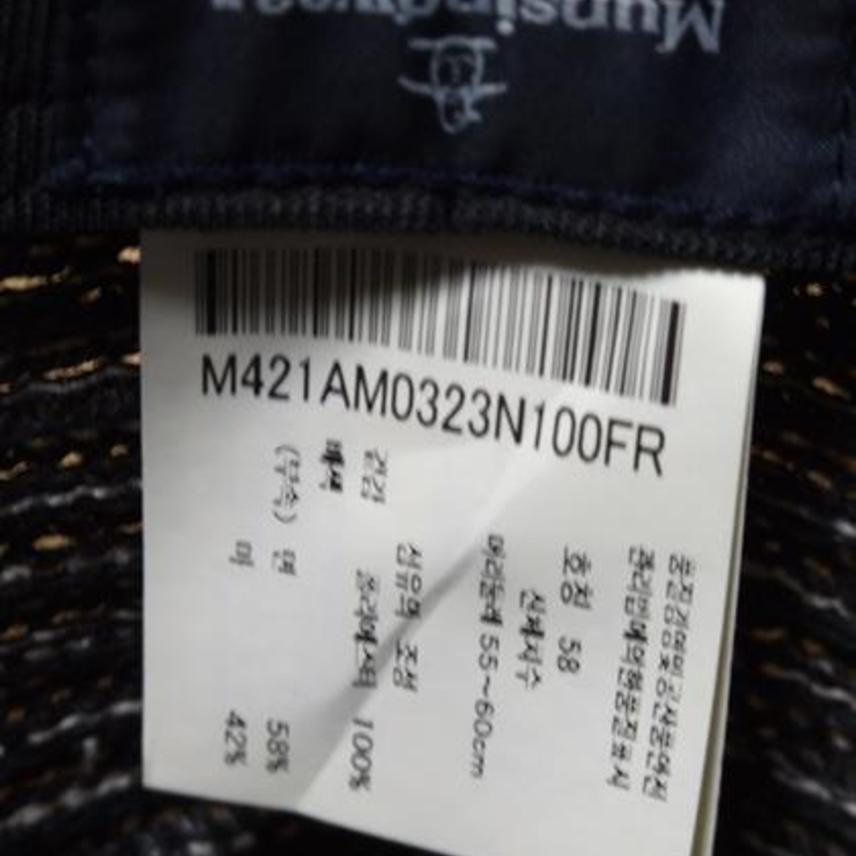 Munsingwear
M421AM0323N100FR
품질경영및공산품안전
관리법에의한품질표시
호칭 58
신체치수
머리둘레 55~60cm
섬유의 조성
겉감 폴리에스터 100%
배색
(부속) 면 58%
마 42%